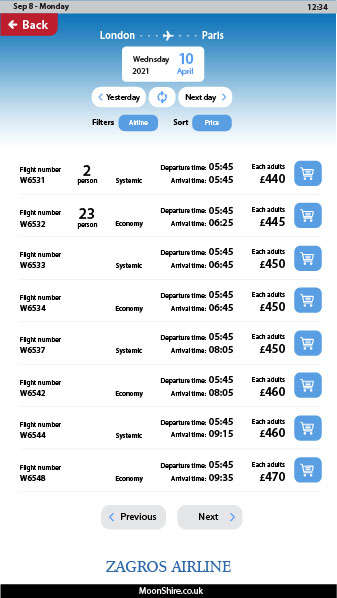 Sep 8 - Monday 12:34
Back
London Paris
Wednsday 10
2021 April
Yesterday Next day
Filters Airline Sort Price
Flight number 2 Departure time: 05:45 Each adults
W6531 person Systemic Arrival time: 05:45 £440
Flight number 23 Departure time: 05:45 Each adults
W6532 person Economy Arrival time: 06:25 £445
Flight number Departure time: 05:45 Each adults
W6533 Systemic Arrival time: 06:45 £450
Flight number Departure time: 05:45 Each adults
W6534 Economy Arrival time: 06:45 £450
Flight number Departure time: 05:45 Each adults
W6537 Systemic Arrival time: 08:05 £450
Flight number Departure time: 05:45 Each adults
W6542 Economy Arrival time: 08:05 £460
Flight number Departure time: 05:45 Each adults
W6544 Systemic Arrival time: 09:15 £460
Flight number Departure time: 05:45 Each adults
W6548 Economy Arrival time: 09:35 £470
Previous Next
ZAGROS AIRLINE
MoonShire.co.uk